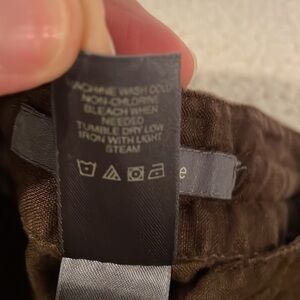 MACHINE WASH COLD
NON-CHLORINE
BLEACH WHEN
NEEDED
TUMBLE DRY LOW
IRON WITH LIGHT
STEAM
e